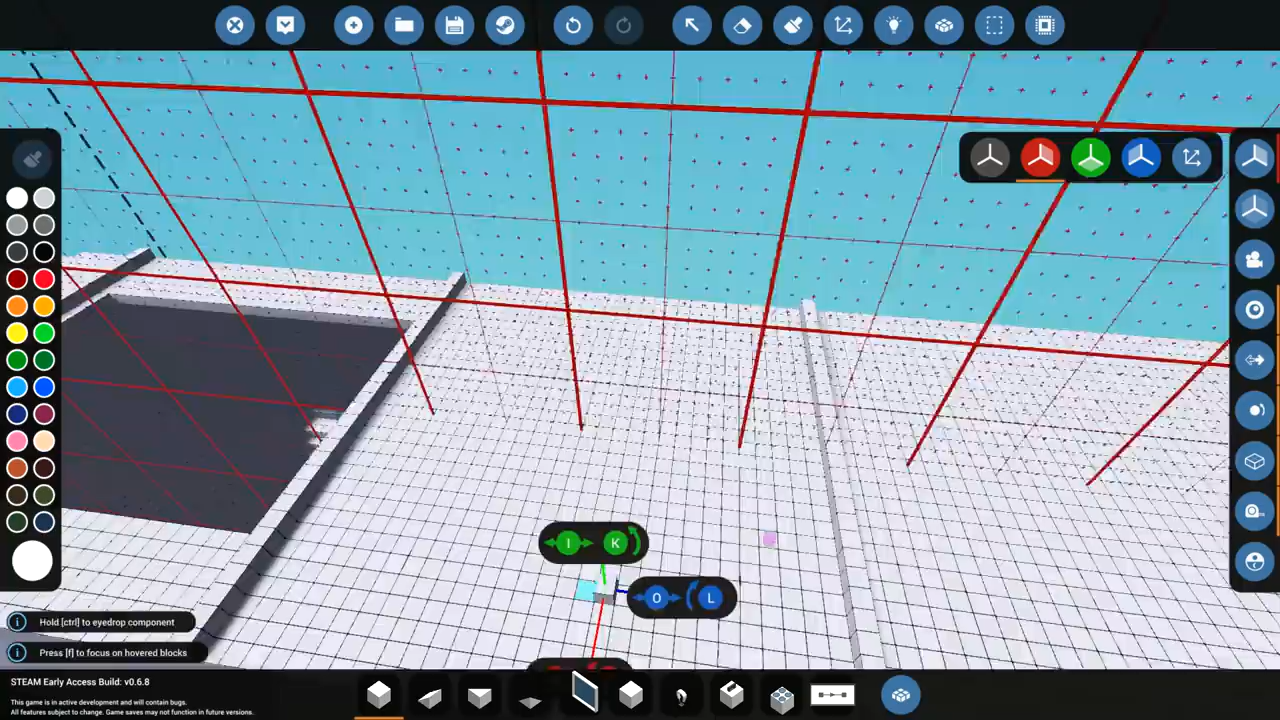 I K
O L
Hold [ctrl] to eyedrop component
Press [f] to focus on hovered blocks
STEAM Early Access Build: v0.6.8
This game is in active development and will contain bugs.
All features subject to change. Game saves may not function in future versions.